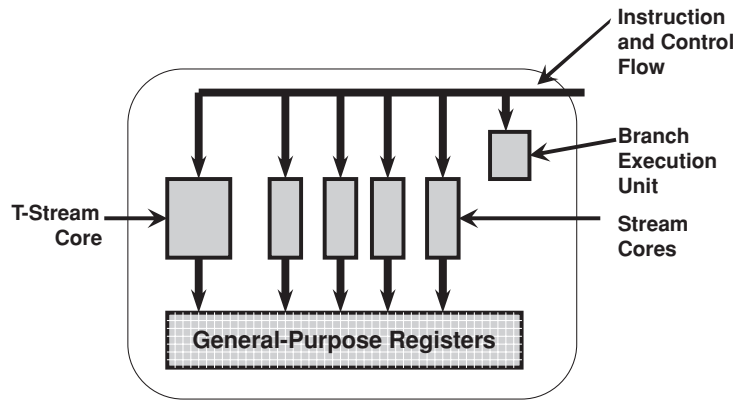 Instruction
and Control
Flow
Branch
Execution
Unit
T-Stream
Core
Stream
Cores
General-Purpose Registers